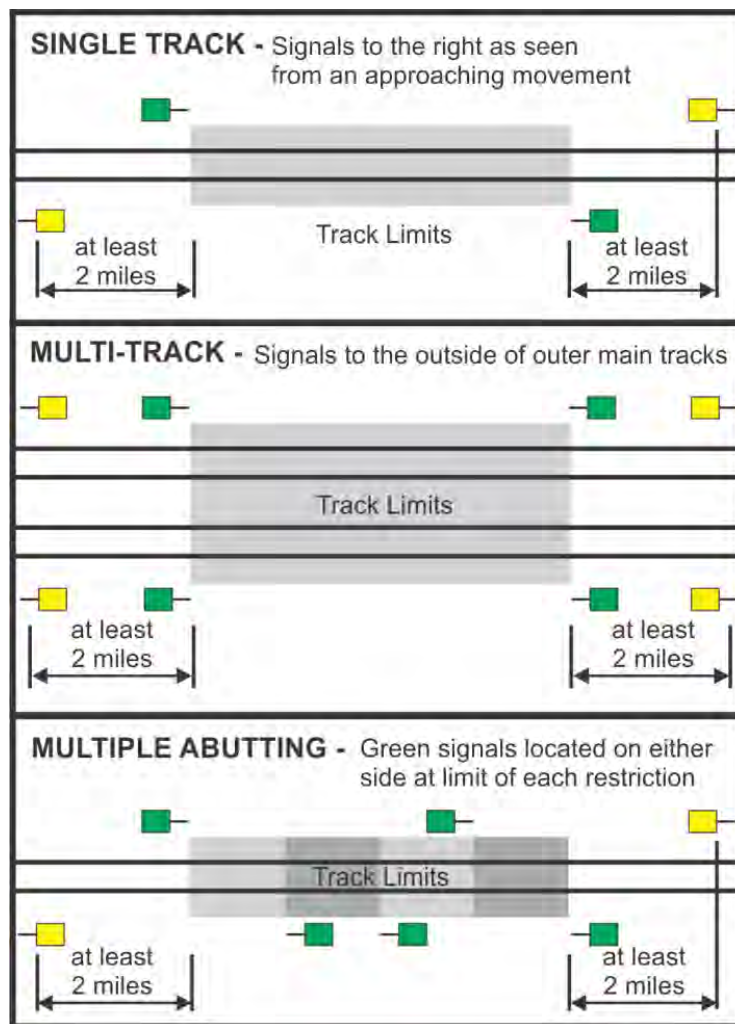 SINGLE TRACK - Signals to the right as seen
from an approaching movement
Track Limits
at least
2 miles
at least
2 miles
MULTI-TRACK - Signals to the outside of outer main tracks
Track Limits
at least
2 miles
at least
2 miles
MULTIPLE ABUTTING - Green signals located on either
side at limit of each restriction
Track Limits
at least
2 miles
at least
2 miles